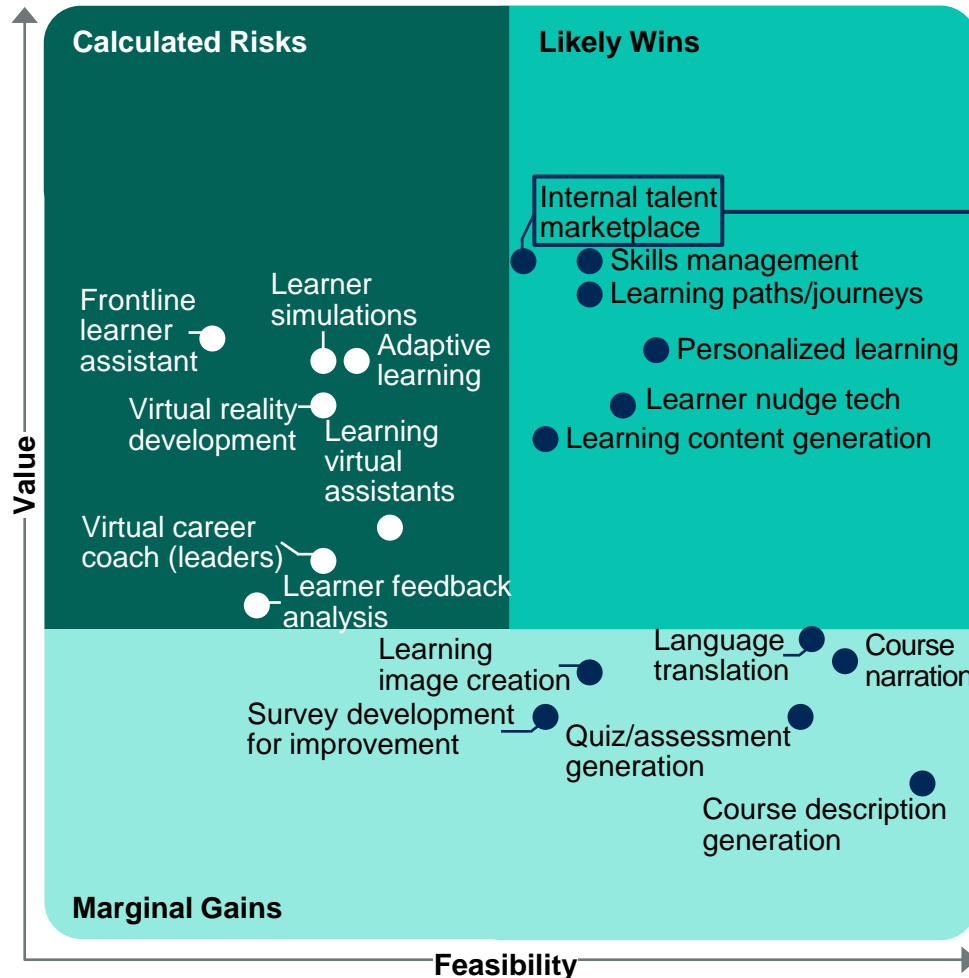 Calculated Risks
Likely Wins
Internal talent
marketplace
Skills management
Learning paths/journeys
Frontline
learner
assistant
Learner
simulations
Adaptive
learning
Personalized learning
Virtual reality
development
Learner nudge tech
Learning
virtual
assistants
Learning content generation
Virtual career
coach (leaders)
Learner feedback
analysis
Learning
image creation
Language
translation
Course
narration
Survey development
for improvement
Quiz/assessment
generation
Course description
generation
Marginal Gains
Value
Feasibility